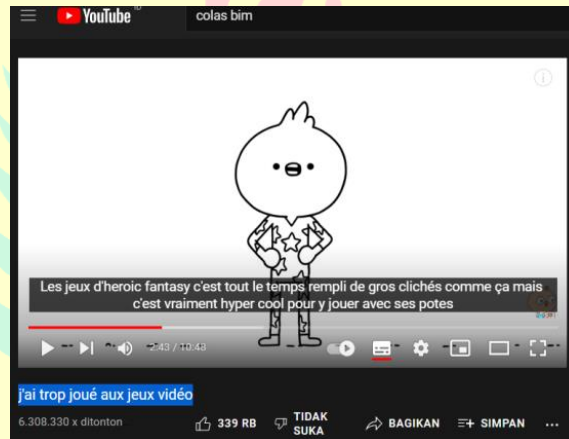 YouTube ID
colas bim
Les jeux d'heroic fantasy c'est tout le temps rempli de gros clichés comme ça mais
c'est vraiment hyper cool pour y jouer avec ses potes
2:43 / 10:43
j'ai trop joué aux jeux vidéo
6.308.330 x ditonton
339 RB
TIDAK
SUKA
BAGIKAN
SIMPAN